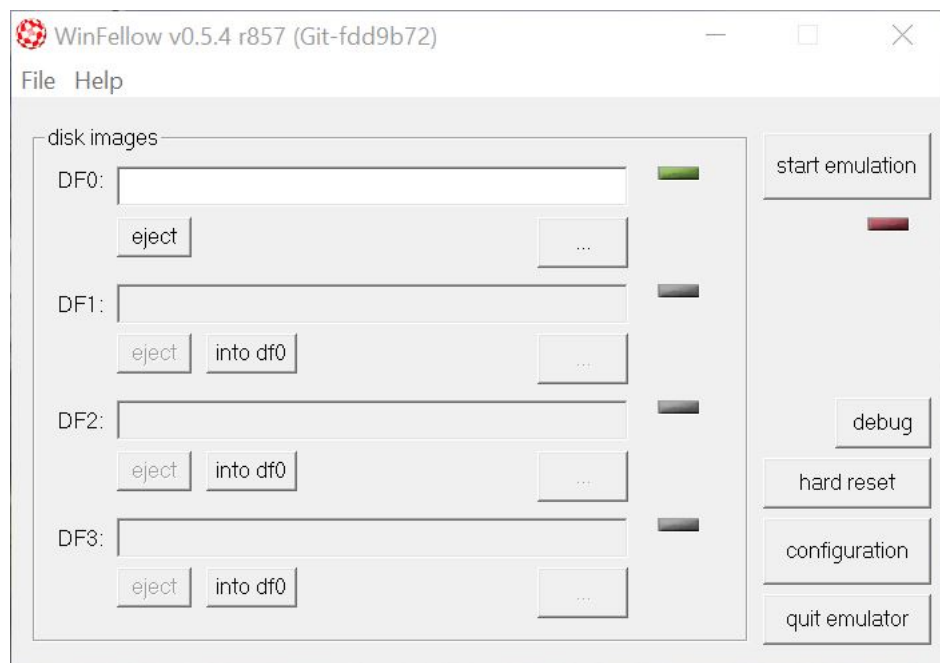 WinFellow v0.5.4 r857 (Git-fdd9b72)
File Help
disk images
DF0:
start emulation
eject
...
DF1:
eject into df0
...
DF2:
debug
eject into df0
...
hard reset
DF3:
configuration
eject into df0
...
quit emulator